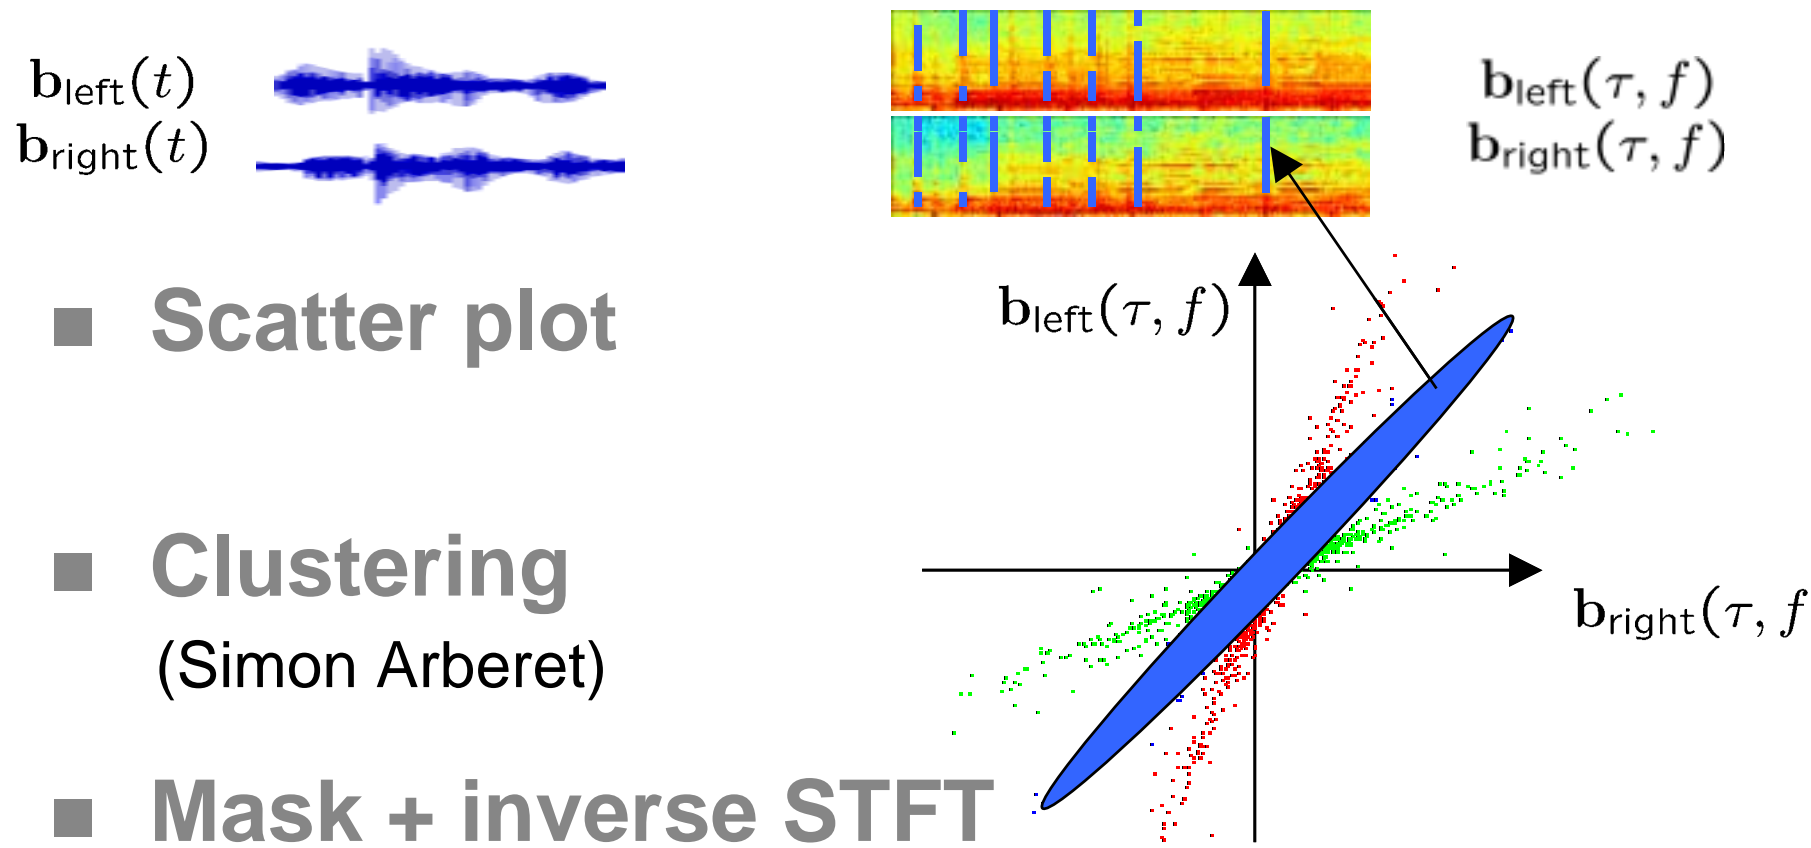 b_left(t)
b_right(t)
b_left(τ, f)
b_right(τ, f)
■ Scatter plot
b_left(τ, f)
■ Clustering
(Simon Arberet)
b_right(τ, f
■ Mask + inverse STFT